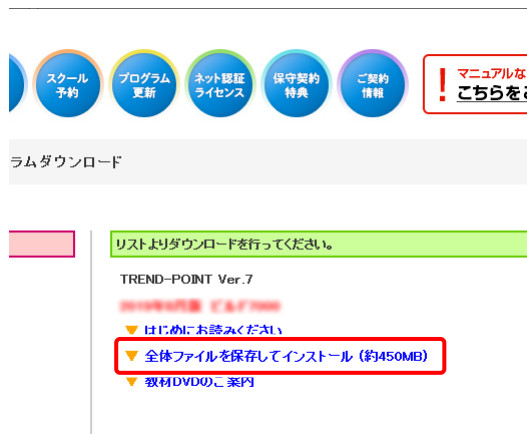 スクール
予約
プログラム
更新
ネット認証
ライセンス
保守契約
特典
ご契約
情報
!
マニュアルな
こちらをご
ラムダウンロード
リストよりダウンロードを行ってください。
TREND-POINT Ver.7
はじめにお読みください
全体ファイルを保存してインストール (約450MB)
教材DVDのご案内